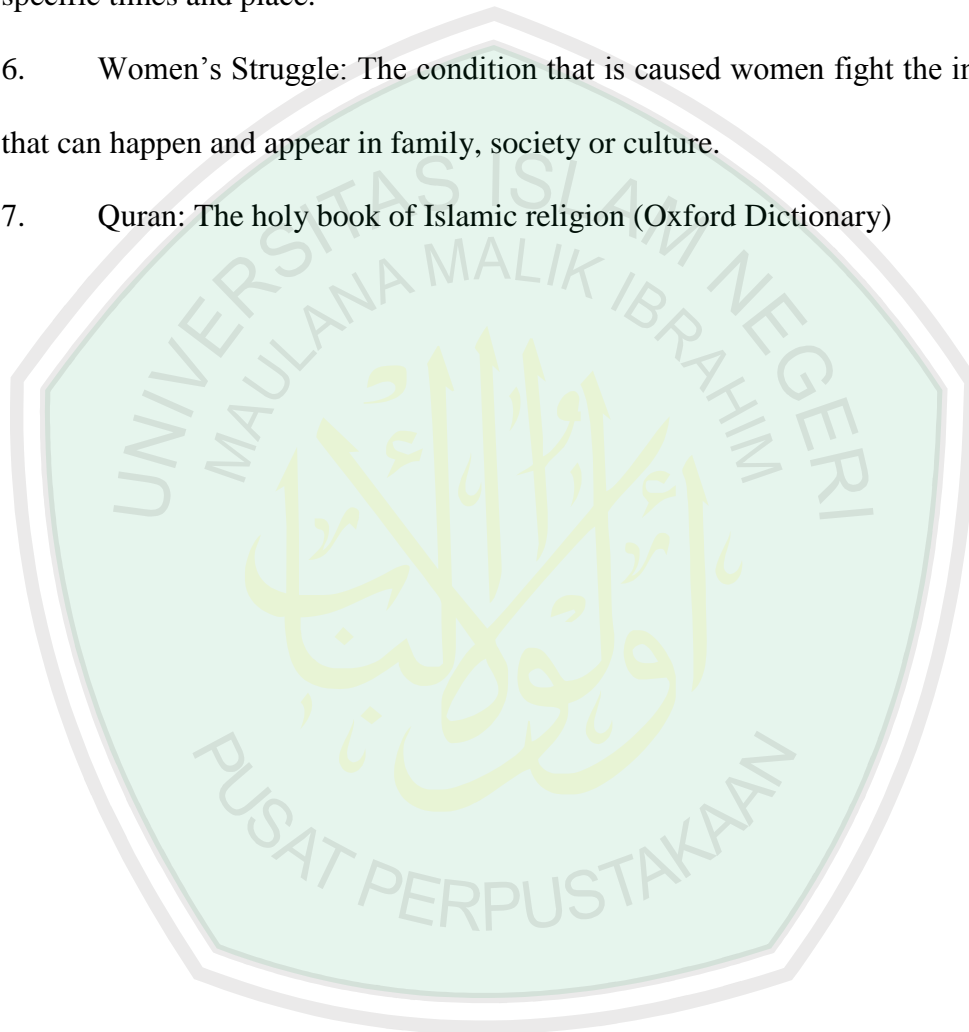 specific times and place.
6. Women’s Struggle: The condition that is caused women fight the
that can happen and appear in family, society or culture.
7. Quran: The holy book of Islamic religion (Oxford Dictionary)
UNIVERSITAS ISLAM NEGERI
MAULANA MALIK IBRAHIM
أولوا الألباب
PUSAT PERPUSTAKAAN